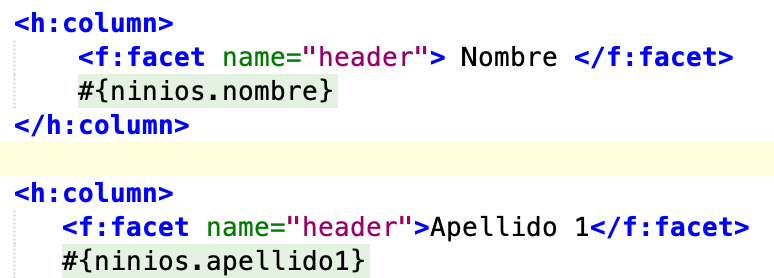 <h:column>
<f:facet name="header"> Nombre </f:facet>
#{ninios.nombre}
</h:column>
<h:column>
<f:facet name="header">Apellido 1</f:facet>
#{ninios.apellido1}